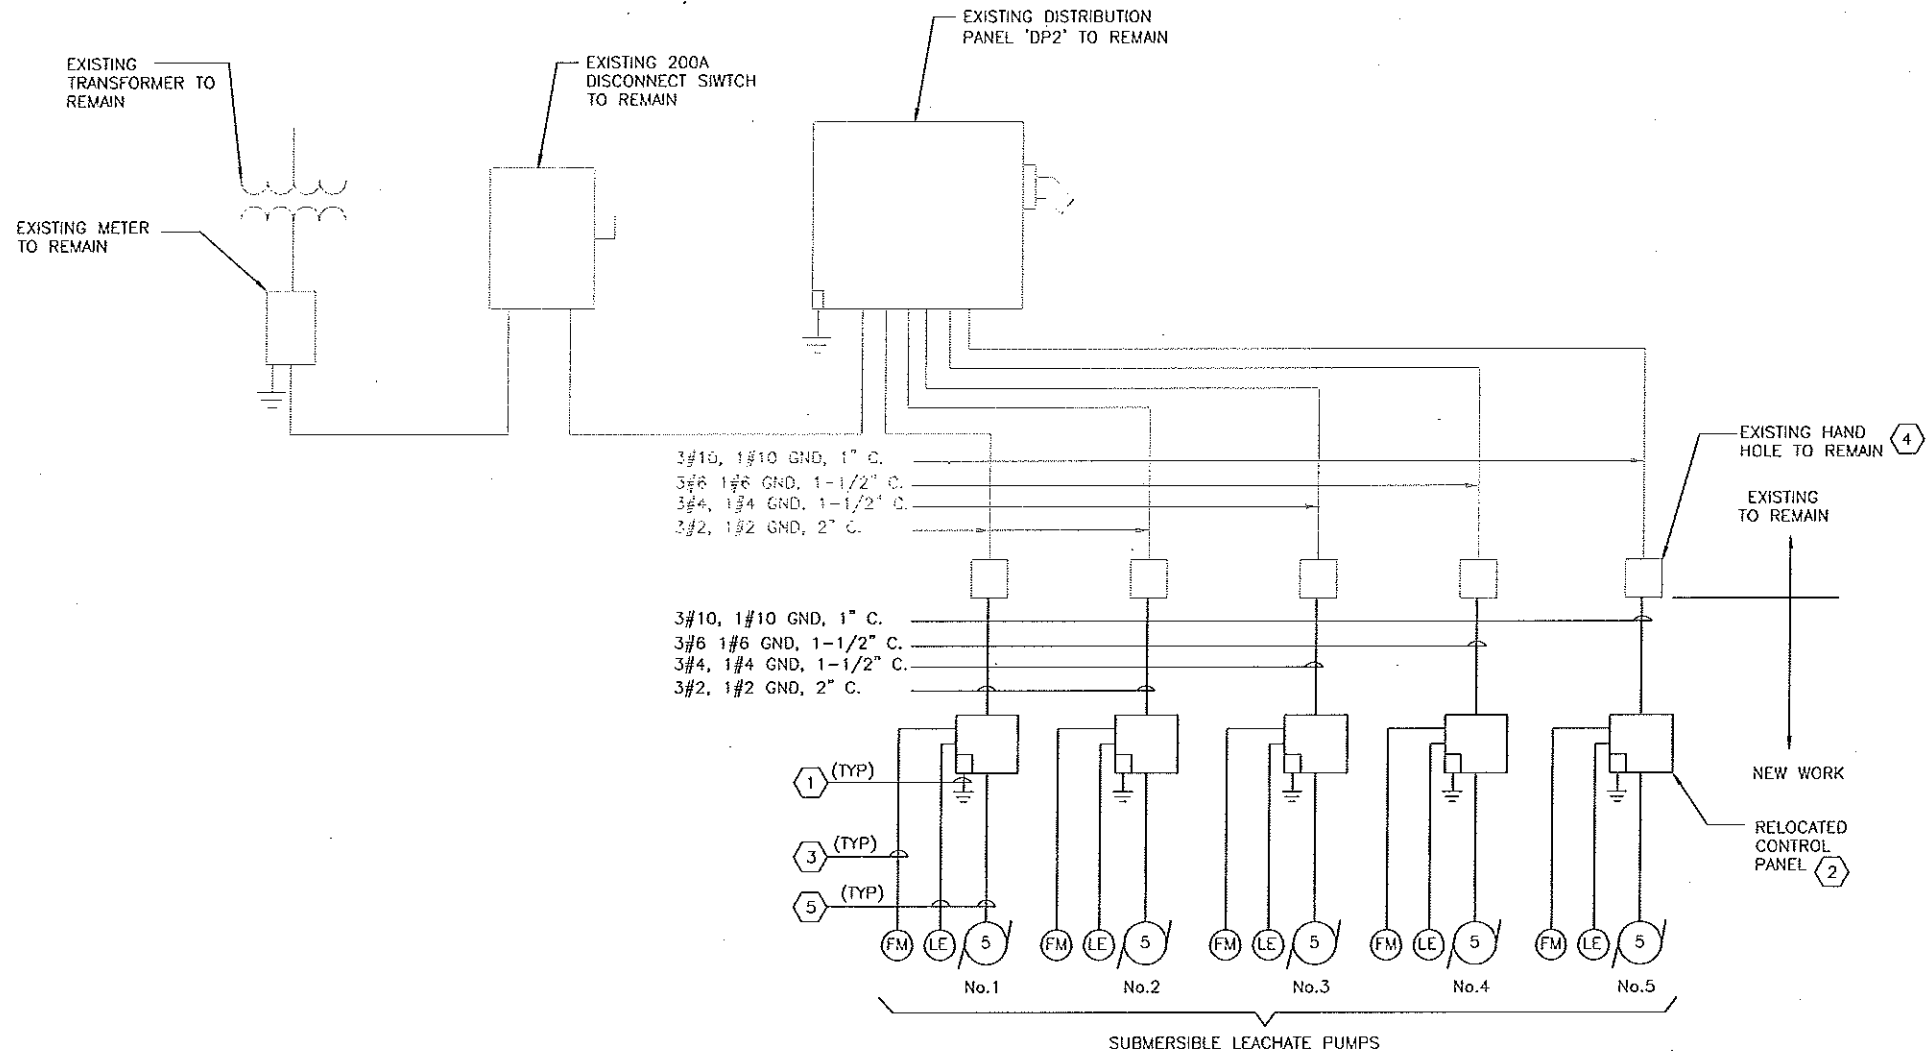 EXISTING DISTRIBUTION
PANEL 'DP2' TO REMAIN
EXISTING
TRANSFORMER TO
REMAIN
EXISTING 200A
DISCONNECT SIWTCH
TO REMAIN
EXISTING METER
TO REMAIN
EXISTING HAND
HOLE TO REMAIN 4
3#10, 1#10 GND, 1" C.
3#6 1#6 GND, 1-1/2" C.
3#4, 1#4 GND, 1-1/2" C.
3#2, 1#2 GND, 2" C.
EXISTING
TO REMAIN
3#10, 1#10 GND, 1" C.
3#6 1#6 GND, 1-1/2" C.
3#4, 1#4 GND, 1-1/2" C.
3#2, 1#2 GND, 2" C.
1 (TYP)
NEW WORK
3 (TYP)
RELOCATED
CONTROL
PANEL 2
5 (TYP)
FM LE 5 FM LE 5 FM LE 5 FM LE 5 FM LE 5
No.1 No.2 No.3 No.4 No.5
SUBMERSIBLE LEACHATE PUMPS